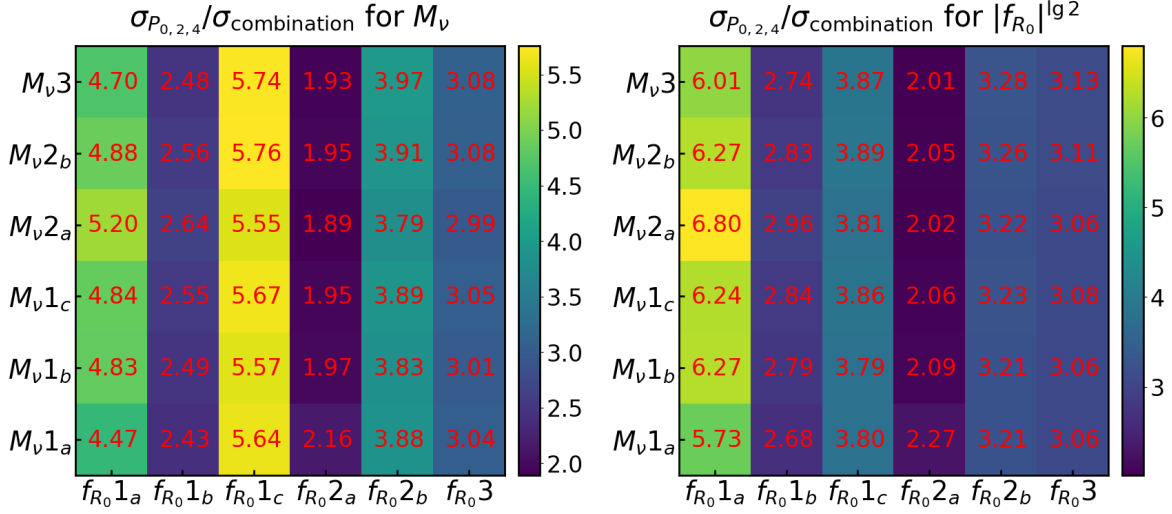 σ_{P_{0, 2, 4}}/σ_{combination} for M_ν
M_ν3 4.70 2.48 5.74 1.93 3.97 3.08
M_ν2_b 4.88 2.56 5.76 1.95 3.91 3.08
M_ν2_a 5.20 2.64 5.55 1.89 3.79 2.99
M_ν1_c 4.84 2.55 5.67 1.95 3.89 3.05
M_ν1_b 4.83 2.49 5.57 1.97 3.83 3.01
M_ν1_a 4.47 2.43 5.64 2.16 3.88 3.04
f_{R_0}1_a f_{R_0}1_b f_{R_0}1_c f_{R_0}2_a f_{R_0}2_b f_{R_0}3
5.5
5.0
4.5
4.0
3.5
3.0
2.5
2.0
σ_{P_{0, 2, 4}}/σ_{combination} for |f_{R_0}|^{lg 2}
M_ν3 6.01 2.74 3.87 2.01 3.28 3.13
M_ν2_b 6.27 2.83 3.89 2.05 3.26 3.11
M_ν2_a 6.80 2.96 3.81 2.02 3.22 3.06
M_ν1_c 6.24 2.84 3.86 2.06 3.23 3.08
M_ν1_b 6.27 2.79 3.79 2.09 3.21 3.06
M_ν1_a 5.73 2.68 3.80 2.27 3.21 3.06
f_{R_0}1_a f_{R_0}1_b f_{R_0}1_c f_{R_0}2_a f_{R_0}2_b f_{R_0}3
6
5
4
3